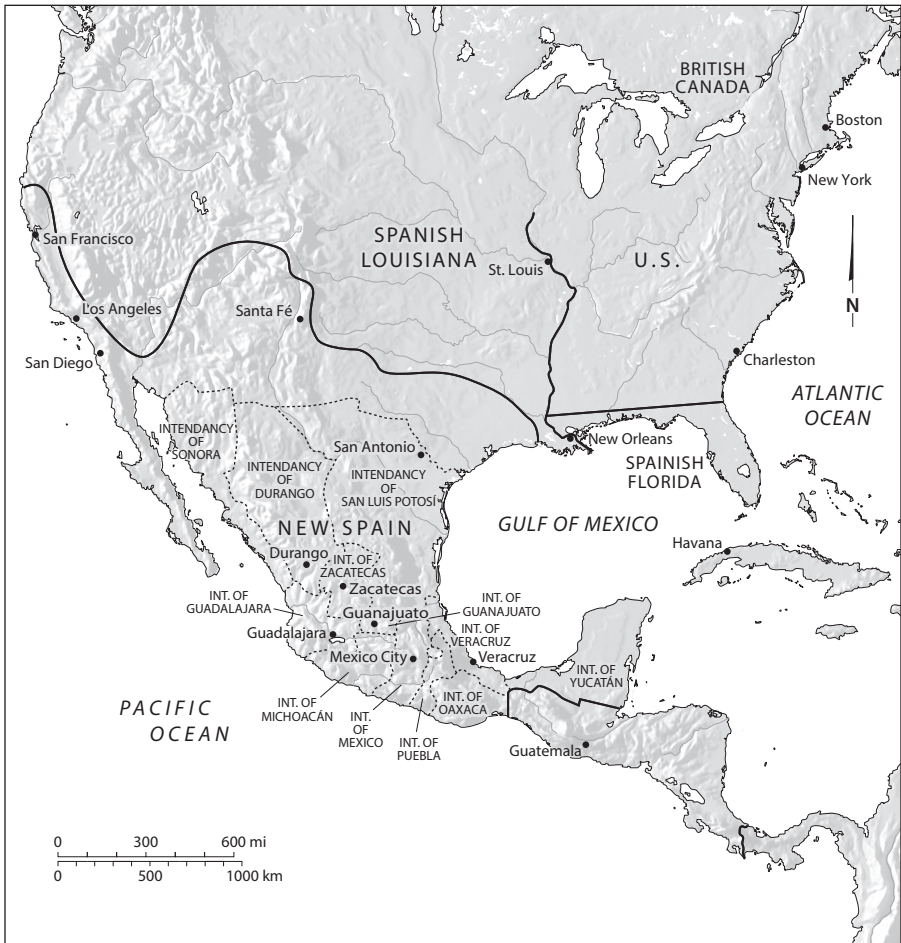 BRITISH
CANADA
Boston
New York
San Francisco
SPANISH
LOUISIANA
St. Louis
U.S.
N
Los Angeles
Santa Fé
San Diego
Charleston
ATLANTIC
OCEAN
INTENDANCY
OF
SONORA
San Antonio
New Orleans
INTENDANCY
OF
DURANGO
INTENDANCY
OF
SAN LUIS POTOSÍ
SPAINISH
FLORIDA
NEW SPAIN
GULF OF MEXICO
Havana
Durango
INT. OF
ZACATECAS
Zacatecas
INT. OF
GUADALAJARA
Guanajuato
INT. OF
GUANAJUATO
Guadalajara
INT. OF
VERACRUZ
Mexico City
Veracruz
INT. OF
YUCATÁN
INT. OF
OAXACA
INT. OF
MICHOACÁN
INT.
OF
MEXICO
INT. OF
PUEBLA
PACIFIC
OCEAN
Guatemala
0 300 600 mi
0 500 1000 km